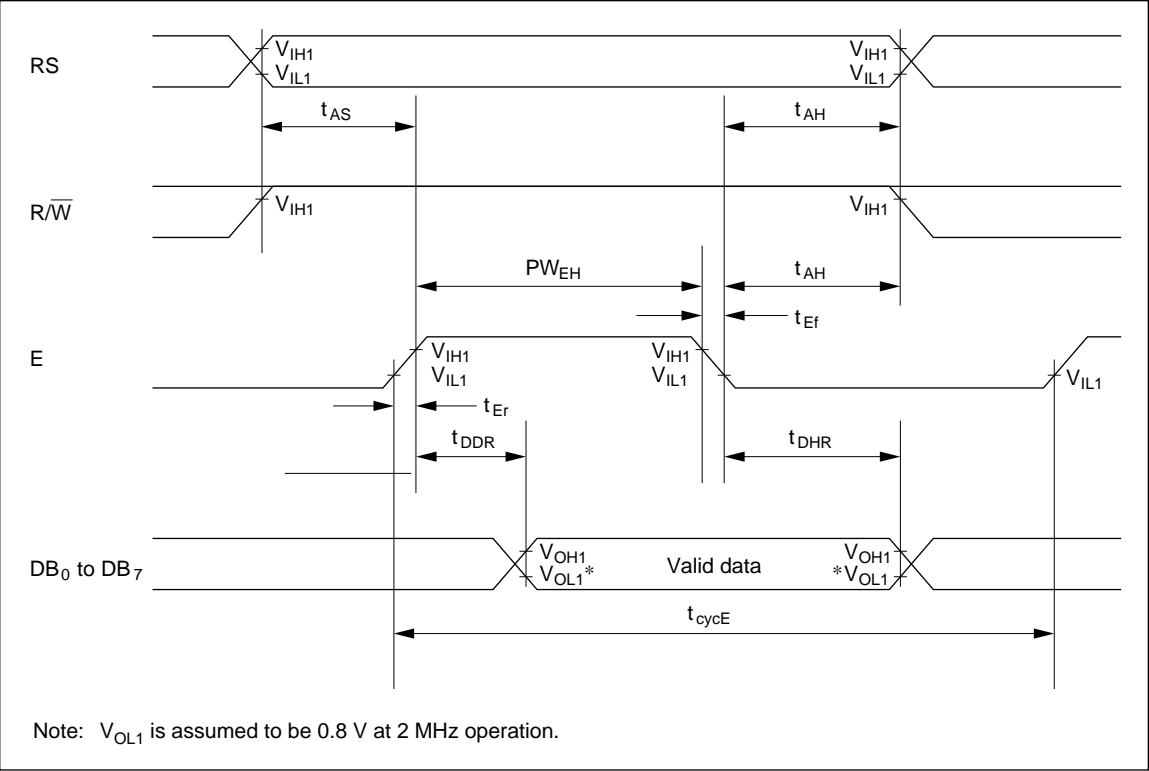 RS
V_IH1
V_IL1
V_IH1
V_IL1
t_AS
t_AH
R/W̅
V_IH1
V_IH1
PW_EH
t_AH
t_Ef
E
V_IH1
V_IL1
V_IH1
V_IL1
V_IL1
t_Er
t_DDR
t_DHR
DB_0 to DB_7
V_OH1
V_OL1*
Valid data
V_OH1
*V_OL1
t_cycE
Note: V_OL1 is assumed to be 0.8 V at 2 MHz operation.